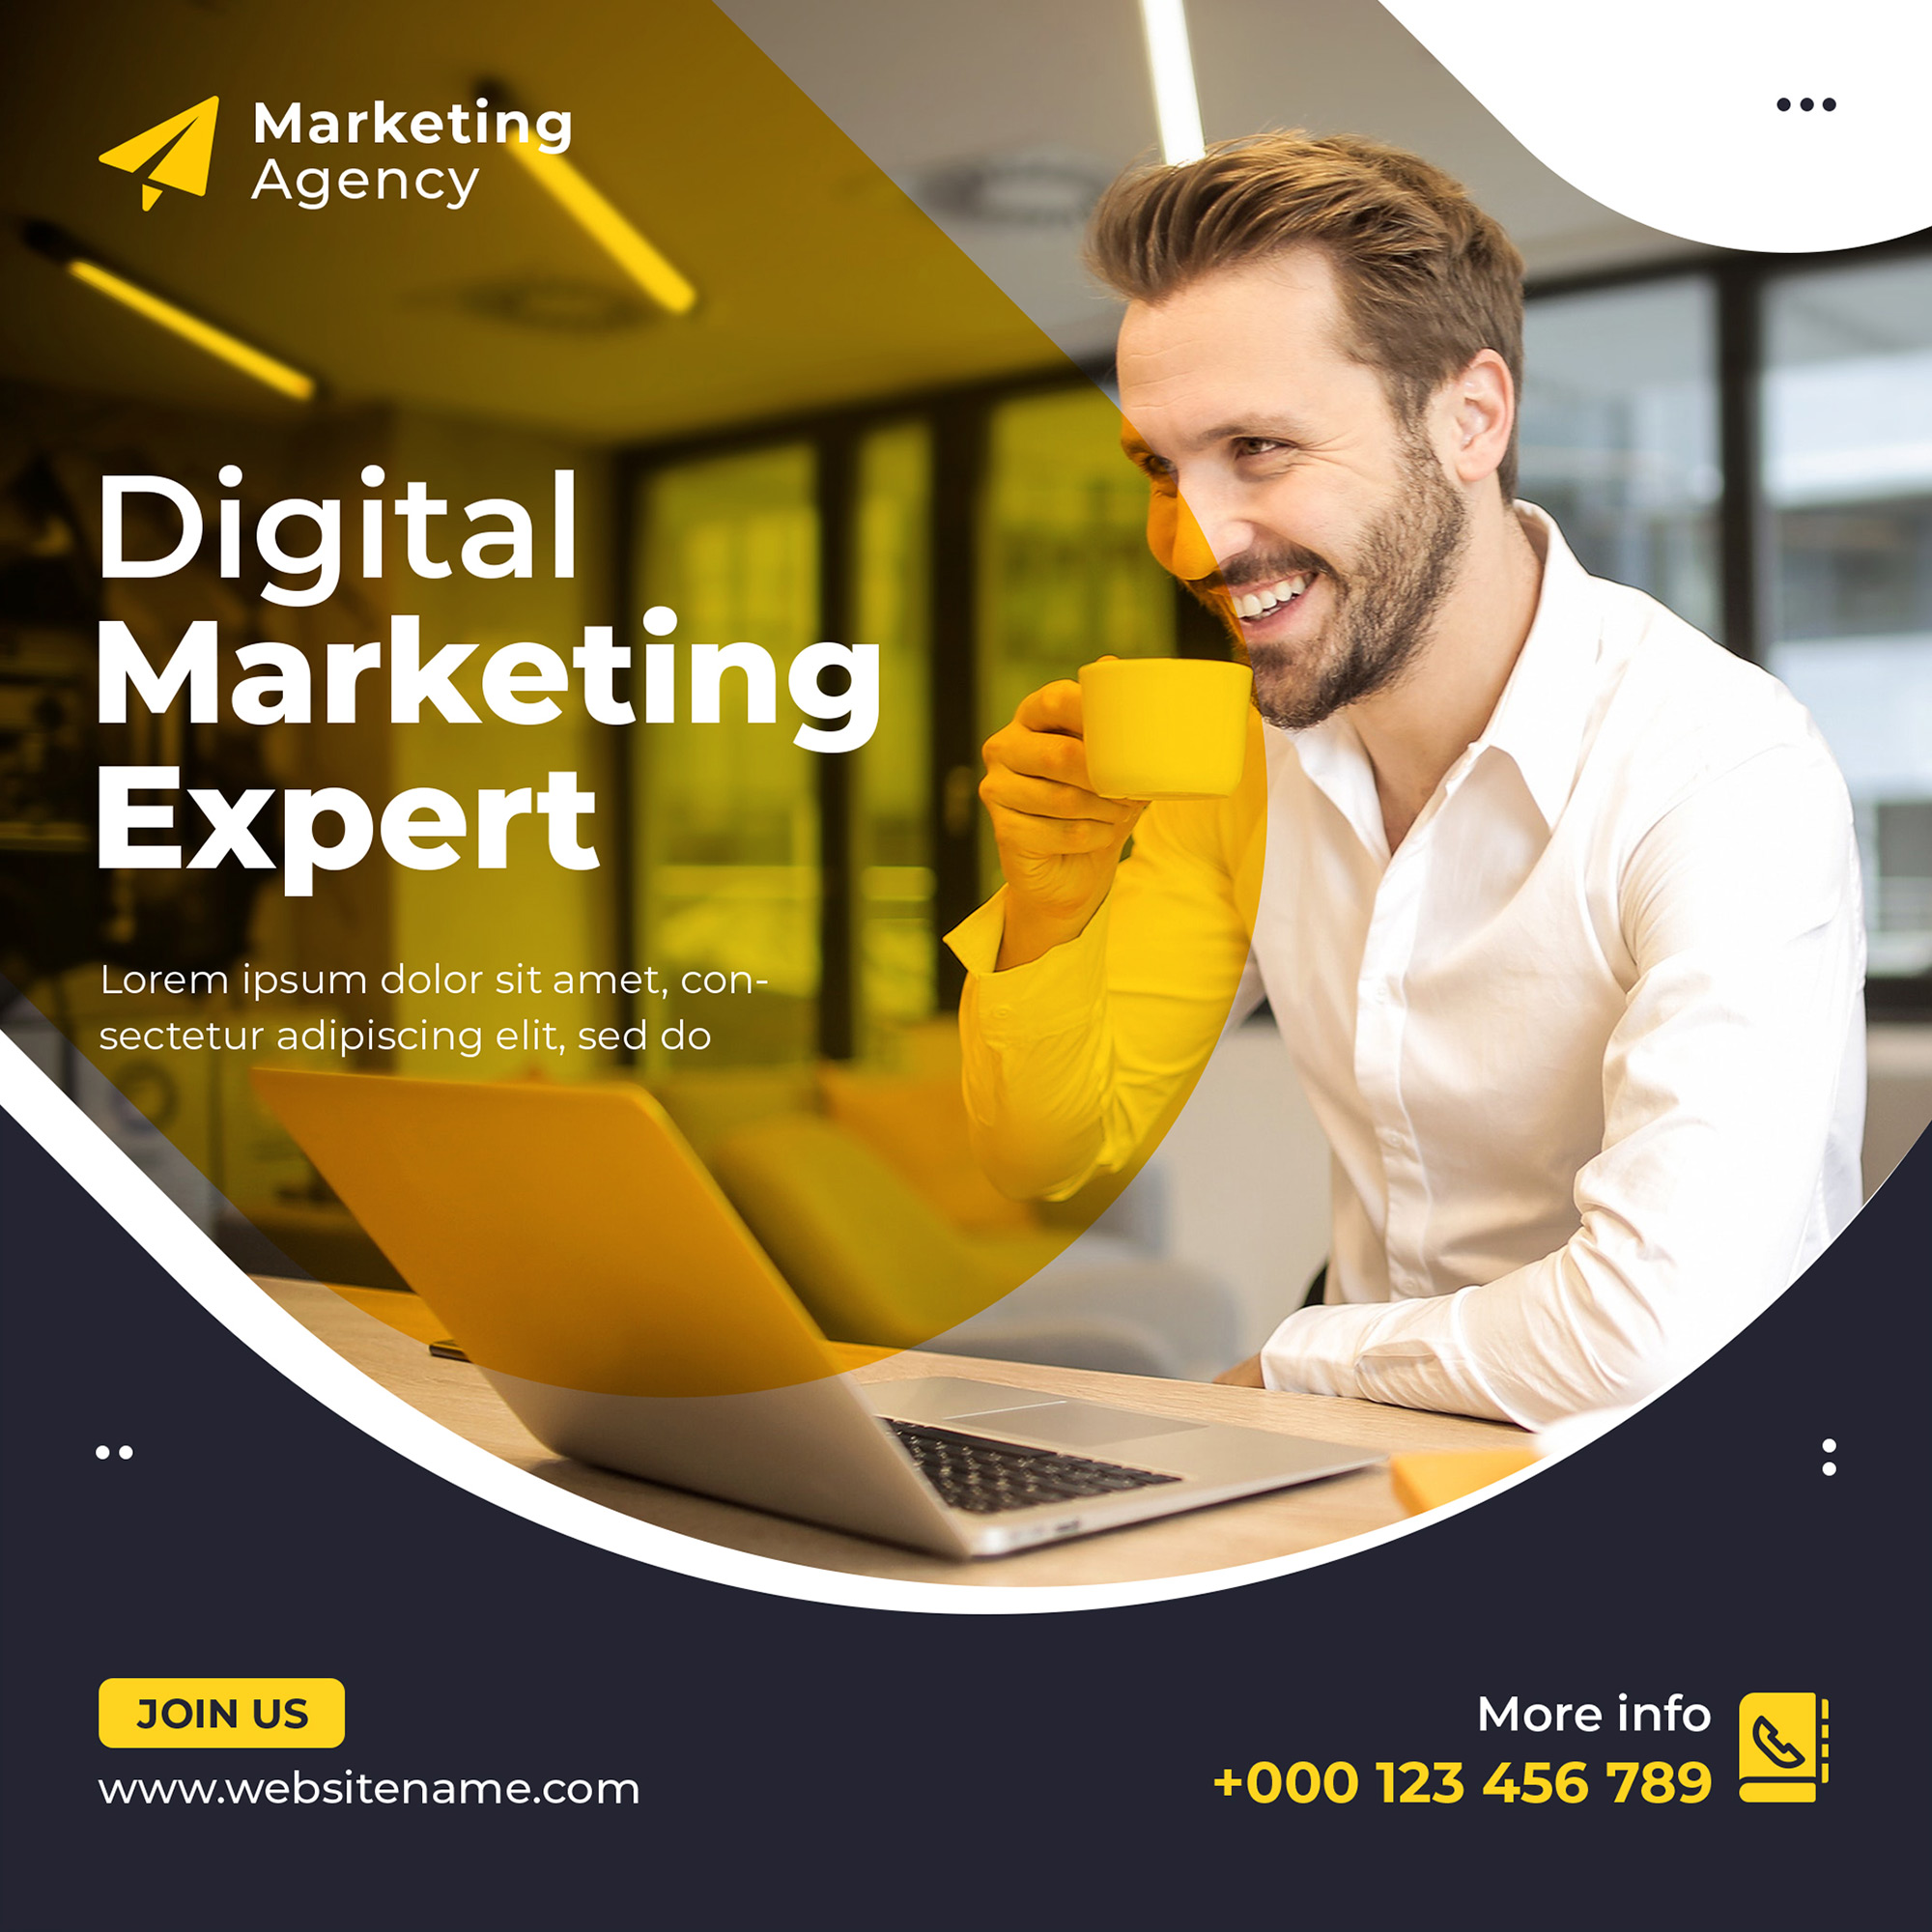 Marketing
Agency
Digital
Marketing
Expert
Lorem ipsum dolor sit amet, con-
sectetur adipiscing elit, sed do
JOIN US
www.websitename.com
More info
+000 123 456 789